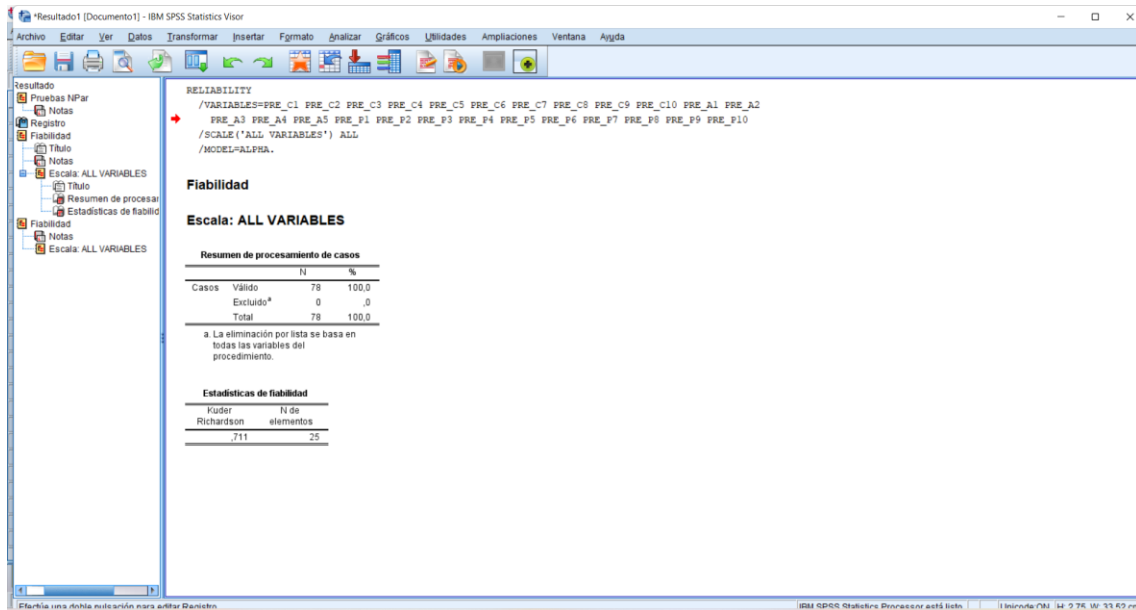 *Resultado1 [Documento1] - IBM SPSS Statistics Visor
Archivo Editar Ver Datos Transformar Insertar Formato Analizar Gráficos Utilidades Ampliaciones Ventana Ayuda
Resultado
Pruebas NPar
Notas
Registro
Fiabilidad
Título
Notas
Escala: ALL VARIABLES
Título
Resumen de procesar
Estadísticas de fiabilid
Fiabilidad
Notas
Escala: ALL VARIABLES
RELIABILITY
/VARIABLES=PRE_C1 PRE_C2 PRE_C3 PRE_C4 PRE_C5 PRE_C6 PRE_C7 PRE_C8 PRE_C9 PRE_C10 PRE_A1 PRE_A2
PRE_A3 PRE_A4 PRE_A5 PRE_P1 PRE_P2 PRE_P3 PRE_P4 PRE_P5 PRE_P6 PRE_P7 PRE_P8 PRE_P9 PRE_P10
/SCALE('ALL VARIABLES') ALL
/MODEL=ALPHA.
Fiabilidad
Escala: ALL VARIABLES
Resumen de procesamiento de casos
N %
Casos Válido 78 100,0
Excluido^a 0 ,0
Total 78 100,0
a. La eliminación por lista se basa en
todas las variables del
procedimiento.
Estadísticas de fiabilidad
Kuder N de
Richardson elementos
,711 25
Efectúe una doble pulsación para editar Registro
IBM SPSS Statistics Processor está listo Unicode:ON H: 2,75, W: 33,52 cm